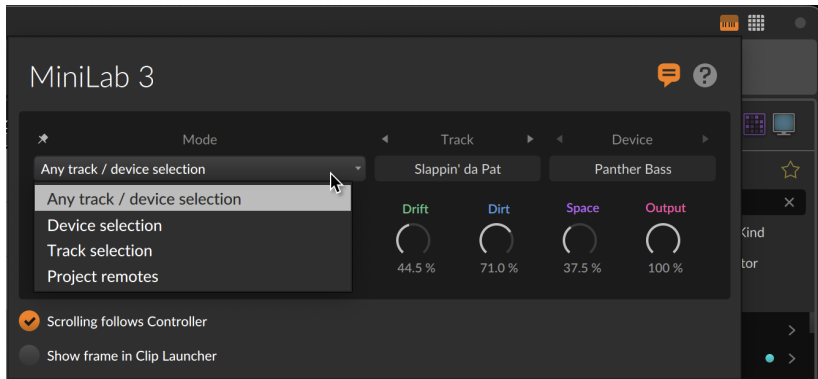 MiniLab 3
Mode
Track
Device
Any track / device selection
Slappin' da Pat
Panther Bass
Any track / device selection
Device selection
Track selection
Project remotes
Drift
Dirt
Space
Output
44.5 %
71.0 %
37.5 %
100 %
Kind
tor
Scrolling follows Controller
Show frame in Clip Launcher